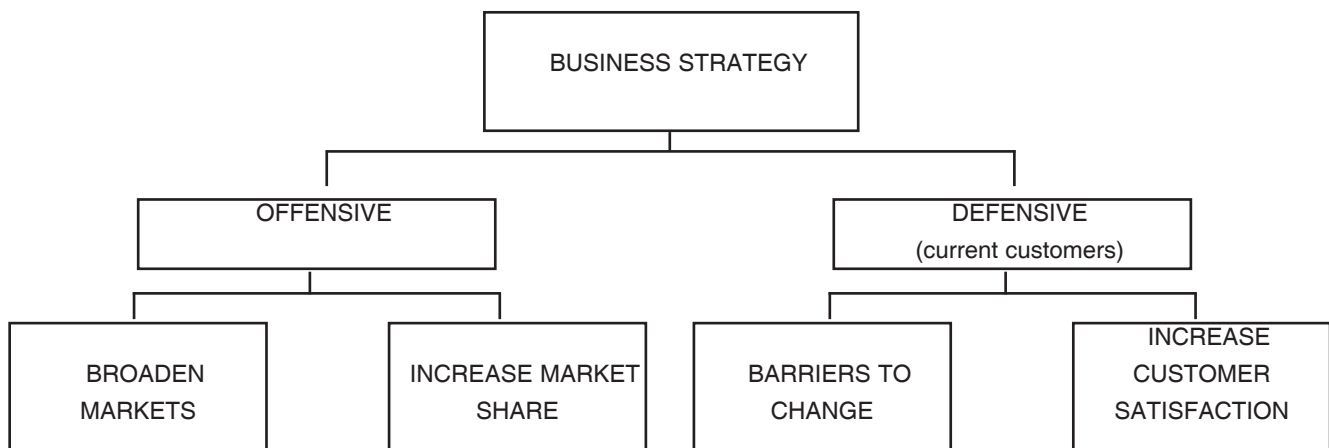 BUSINESS STRATEGY
OFFENSIVE
DEFENSIVE
(current customers)
BROADEN
MARKETS
INCREASE MARKET
SHARE
BARRIERS TO
CHANGE
INCREASE
CUSTOMER
SATISFACTION